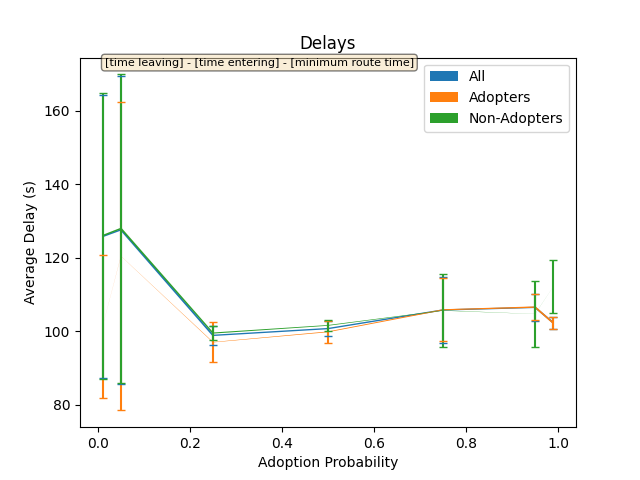 Delays
[time leaving] - [time entering] - [minimum route time]
All
Adopters
Non-Adopters
Average Delay (s)
160
140
120
100
80
0.0 0.2 0.4 0.6 0.8 1.0
Adoption Probability